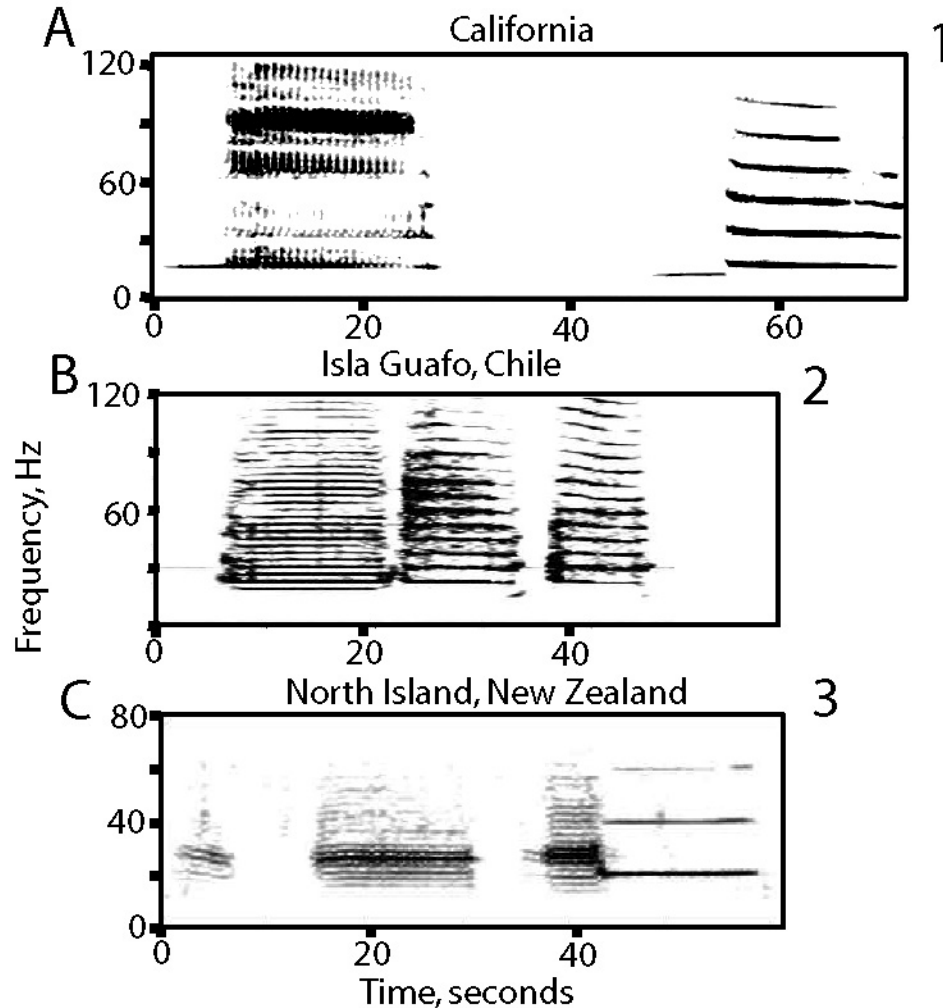 A California 1
120
60
0
0 20 40 60
B Isla Guafo, Chile 2
120
60
0 20 40
Frequency, Hz
C North Island, New Zealand 3
80
40
0
0 20 40
Time, seconds